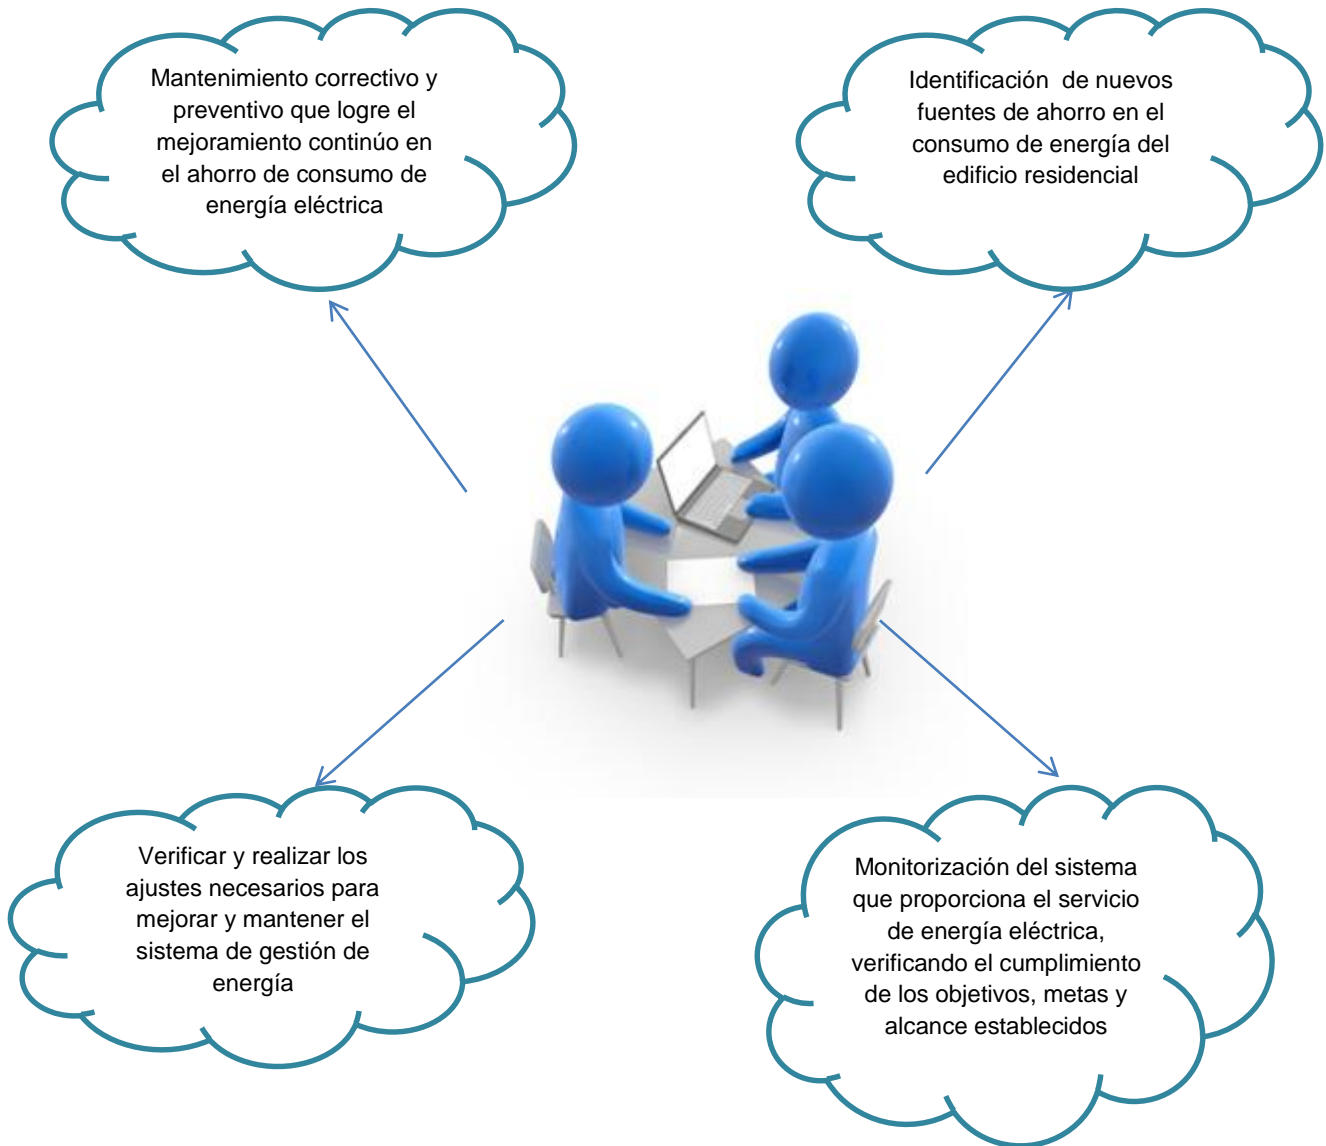 Mantenimiento correctivo y
preventivo que logre el
mejoramiento continúo en
el ahorro de consumo de
energía eléctrica
Identificación  de nuevos
fuentes de ahorro en el
consumo de energía del
edificio residencial
Verificar y realizar los
ajustes necesarios para
mejorar y mantener el
sistema de gestión de
energía
Monitorización del sistema
que proporciona el servicio
de energía eléctrica,
verificando el cumplimiento
de los objetivos, metas y
alcance establecidos